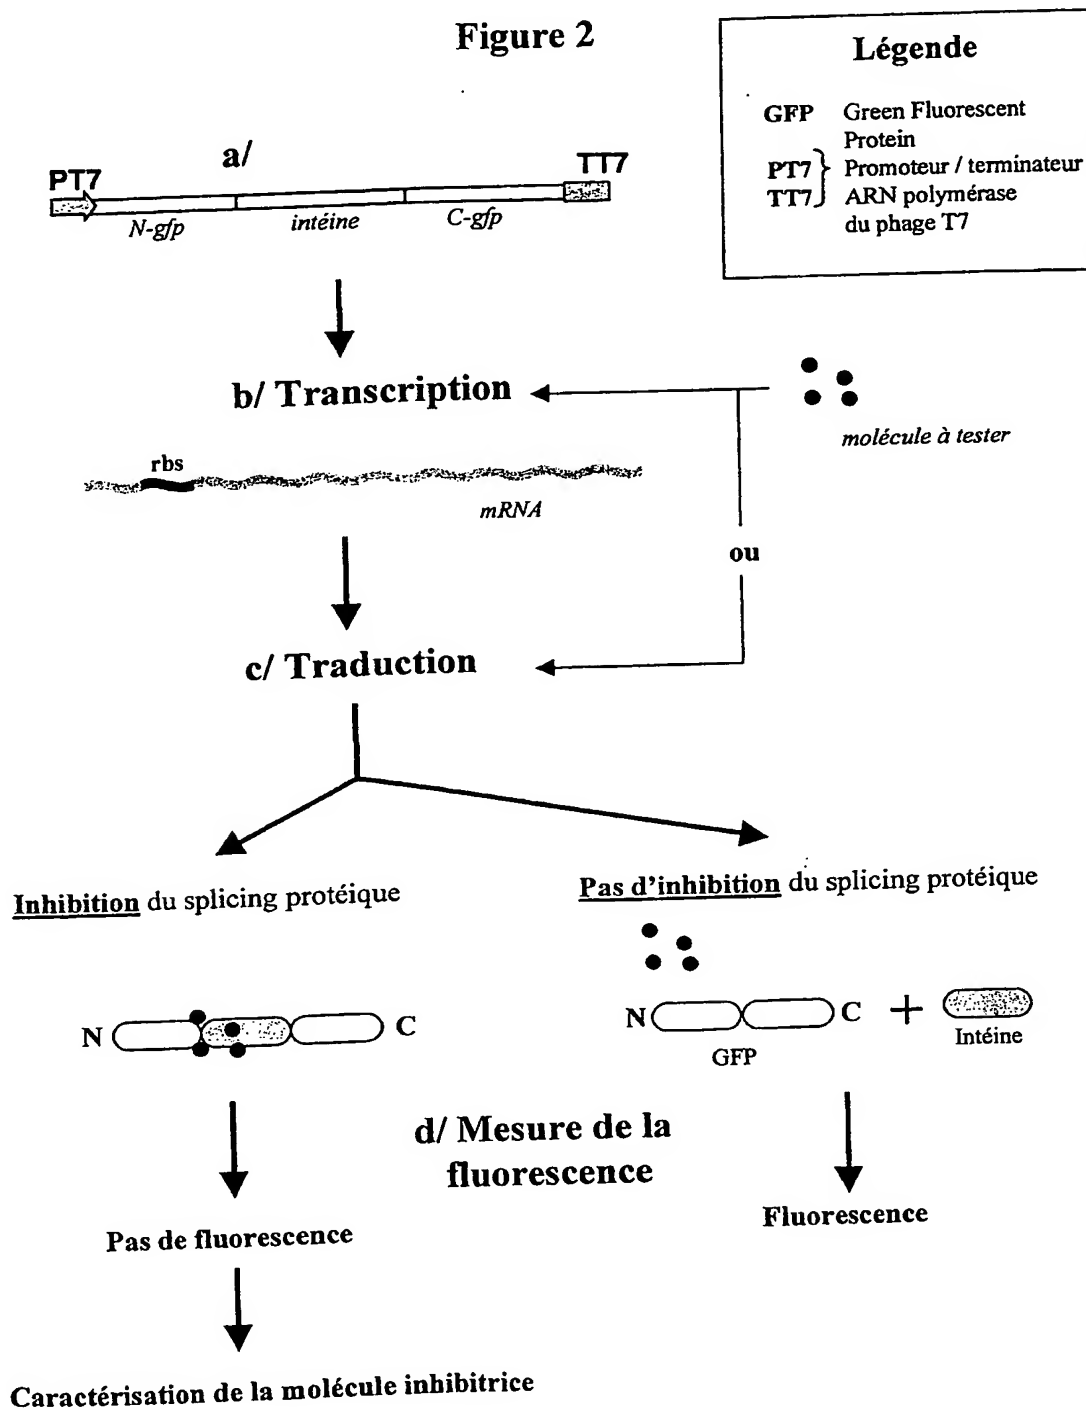 Figure 2
Légende
GFP Green Fluorescent
Protein
PT7 Promoteur / terminateur
TT7 ARN polymérase
du phage T7
a/
PT7
TT7
N-gfp
intéine
C-gfp
b/ Transcription
molécule à tester
rbs
mRNA
ou
c/ Traduction
Inhibition du splicing protéique
Pas d'inhibition du splicing protéique
N
C
N
C
+
GFP
Intéine
d/ Mesure de la
fluorescence
Pas de fluorescence
Fluorescence
Caractérisation de la molécule inhibitrice